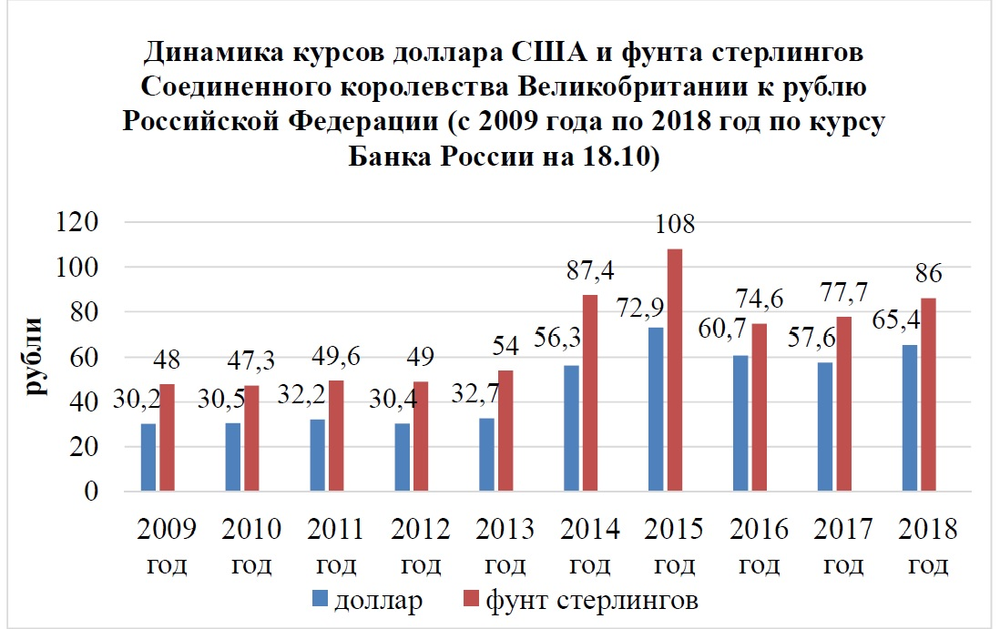 Динамика курсов доллара США и фунта стерлингов
Соединенного королевства Великобритании к рублю
Российской Федерации (с 2009 года по 2018 год по курсу
Банка России на 18.10)
рубли
120
100
80
60
40
20
0
30,2
48
30,5
47,3
32,2
49,6
30,4
49
32,7
54
56,3
87,4
72,9
108
60,7
74,6
57,6
77,7
65,4
86
2009 год
2010 год
2011 год
2012 год
2013 год
2014 год
2015 год
2016 год
2017 год
2018 год
доллар
фунт стерлингов